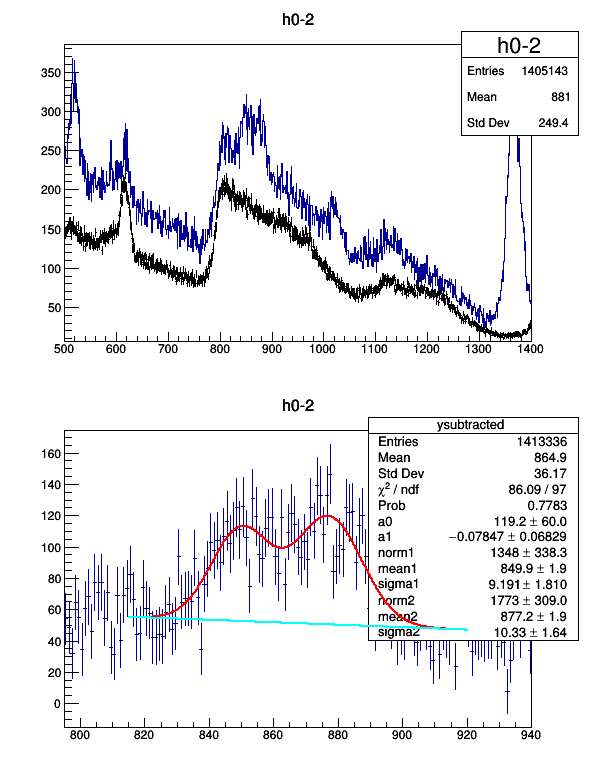 h0-2
h0-2
Entries 1405143
Mean 881
Std Dev 249.4
350
300
250
200
150
100
50
500 600 700 800 900 1000 1100 1200 1300 1400
h0-2
ysubtracted
Entries 1413336
Mean 864.9
Std Dev 36.17
χ² / ndf 86.09 / 97
Prob 0.7783
a0 119.2 ± 60.0
a1 −0.07847 ± 0.06829
norm1 1348 ± 338.3
mean1 849.9 ± 1.9
sigma1 9.191 ± 1.810
norm2 1773 ± 309.0
mean2 877.2 ± 1.9
sigma2 10.33 ± 1.64
160
140
120
100
80
60
40
20
0
800 820 840 860 880 900 920 940